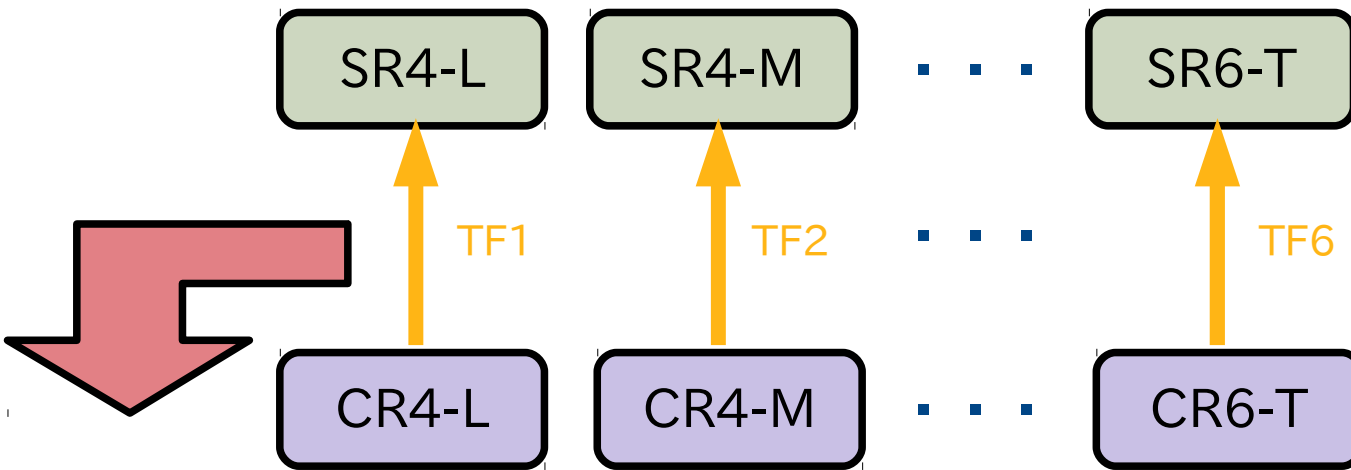 SR4-L SR4-M . . . SR6-T
TF1 TF2 . . . TF6
CR4-L CR4-M . . . CR6-T